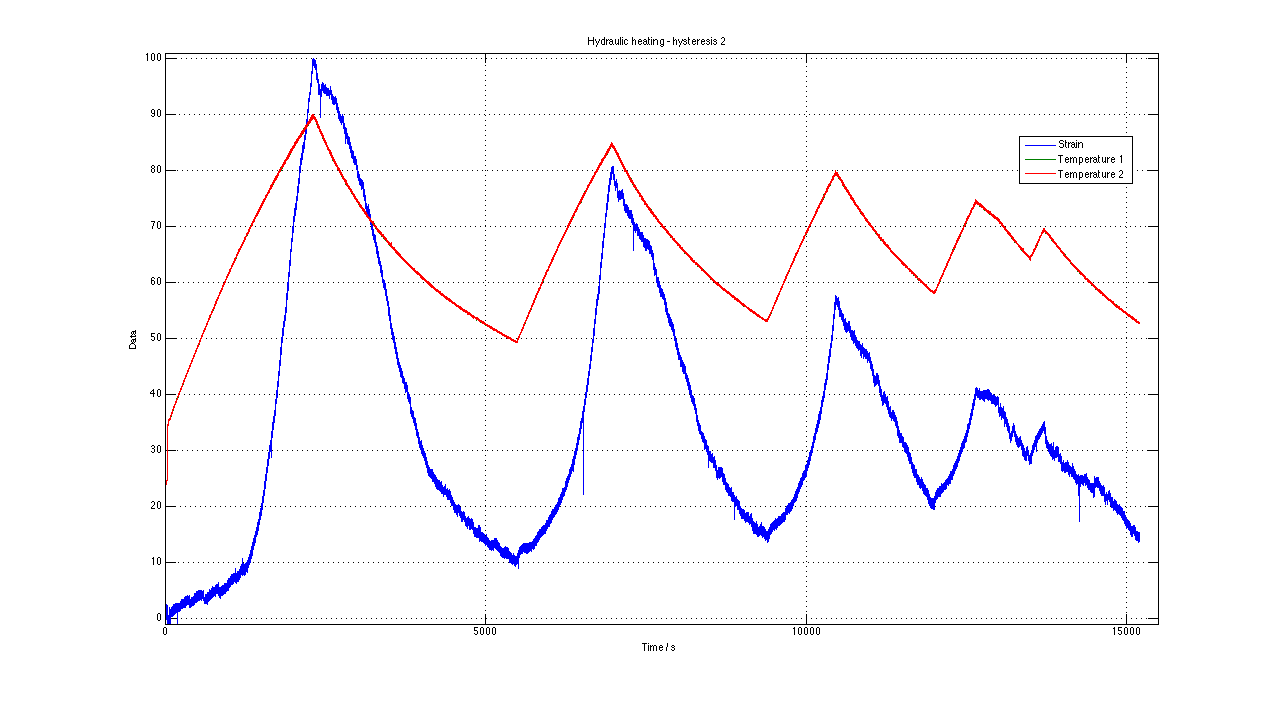 Hydraulic heating - hysteresis 2
100
90
80
70
60
50
40
30
20
10
0
Data
Strain
Temperature 1
Temperature 2
0 5000 10000 15000
Time / s